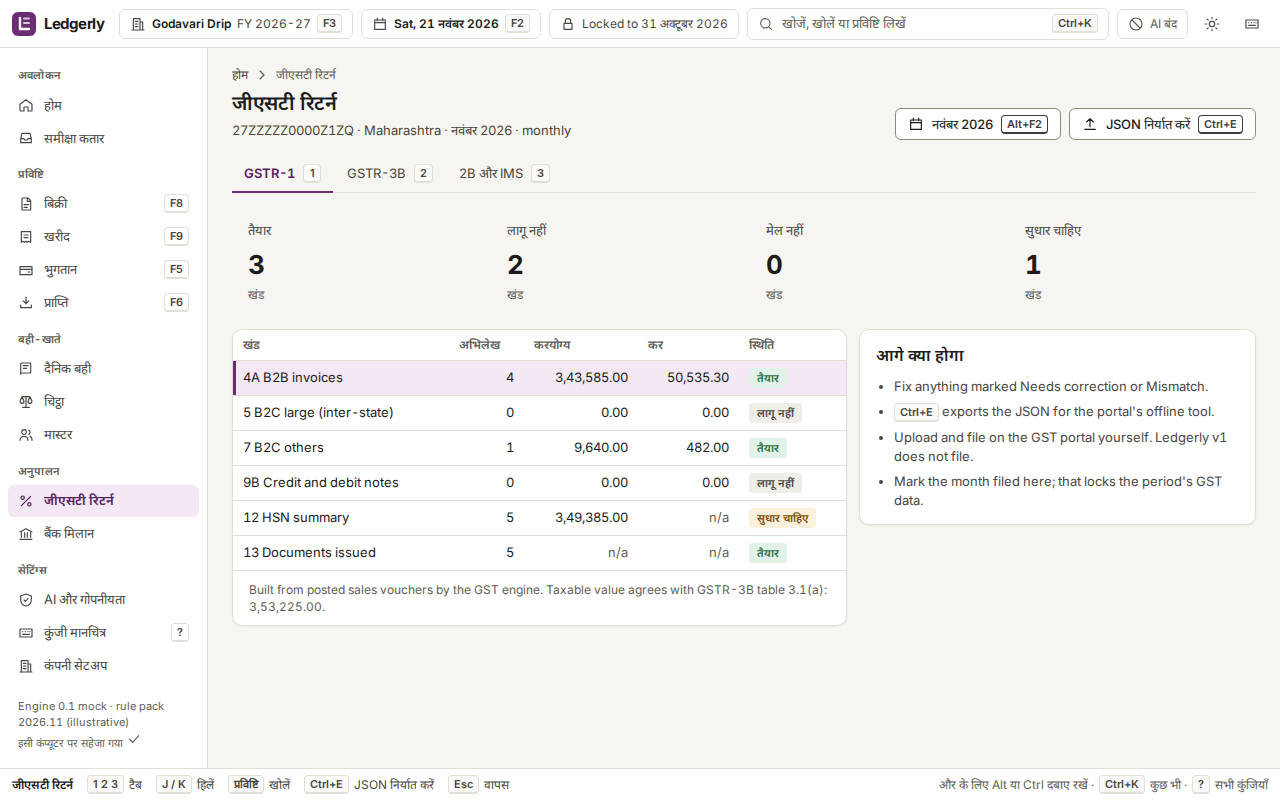 Ledgerly
Godavari Drip FY 2026-27 F3
Sat, 21 नवंबर 2026 F2
Locked to 31 अक्टूबर 2026
खोजें, खोलें या प्रविष्टि लिखें Ctrl+K
AI बंद
अवलोकन
होम
समीक्षा कतार
प्रविष्टि
बिक्री F8
खरीद F9
भुगतान F5
प्राप्ति F6
बही-खाते
दैनिक बही
चिट्ठा
मास्टर
अनुपालन
जीएसटी रिटर्न
बैंक मिलान
सेटिंग्स
AI और गोपनीयता
कुंजी मानचित्र ?
कंपनी सेटअप
Engine 0.1 mock · rule pack
2026.11 (illustrative)
इसी कंप्यूटर पर सहेजा गया
होम जीएसटी रिटर्न
जीएसटी रिटर्न
27ZZZZZ0000Z1ZQ · Maharashtra · नवंबर 2026 · monthly
नवंबर 2026 Alt+F2
JSON निर्यात करें Ctrl+E
GSTR-1 1 GSTR-3B 2 2B और IMS 3
तैयार लागू नहीं मेल नहीं सुधार चाहिए
3 2 0 1
खंड खंड खंड खंड
खंड अभिलेख करयोग्य कर स्थिति
4A B2B invoices 4 3,43,585.00 50,535.30 तैयार
5 B2C large (inter-state) 0 0.00 0.00 लागू नहीं
7 B2C others 1 9,640.00 482.00 तैयार
9B Credit and debit notes 0 0.00 0.00 लागू नहीं
12 HSN summary 5 3,49,385.00 n/a सुधार चाहिए
13 Documents issued 5 n/a n/a तैयार
Built from posted sales vouchers by the GST engine. Taxable value agrees with GSTR-3B table 3.1(a):
3,53,225.00.
आगे क्या होगा
Fix anything marked Needs correction or Mismatch.
Ctrl+E exports the JSON for the portal's offline tool.
Upload and file on the GST portal yourself. Ledgerly v1
does not file.
Mark the month filed here; that locks the period's GST
data.
जीएसटी रिटर्न 1 2 3 टैब J / K हिलें प्रविष्टि खोलें Ctrl+E JSON निर्यात करें Esc वापस
और के लिए Alt या Ctrl दबाए रखें · Ctrl+K कुछ भी · ? सभी कुंजियाँ